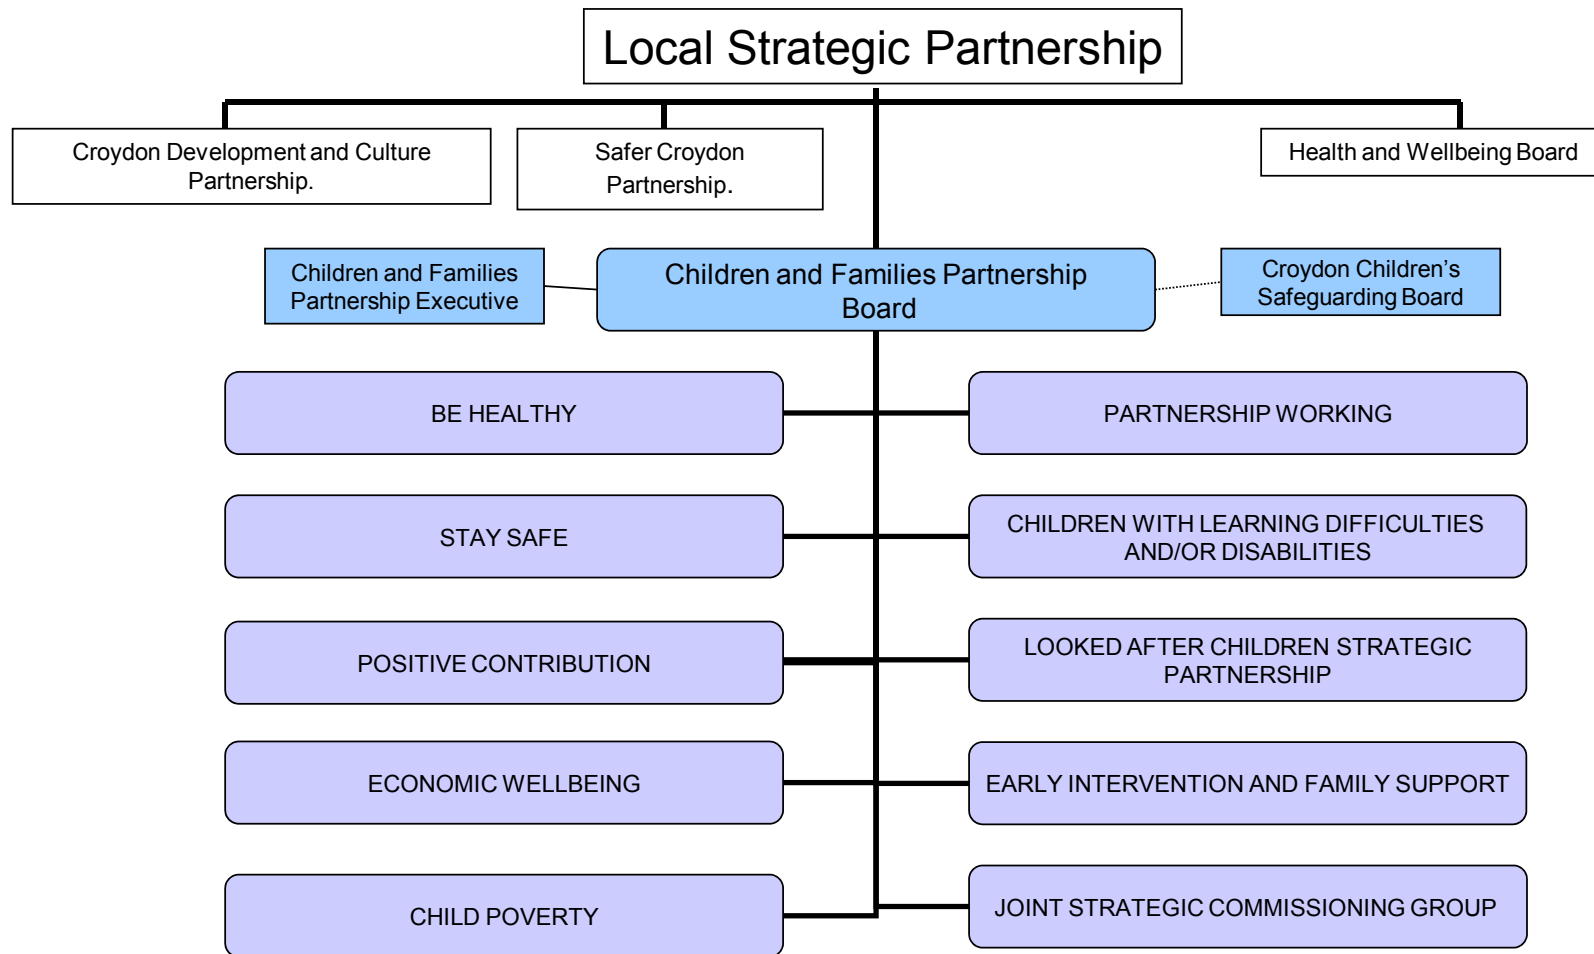 Local Strategic Partnership
Croydon Development and Culture
Partnership.
Safer Croydon
Partnership.
Health and Wellbeing Board
Children and Families
Partnership Executive
Children and Families Partnership
Board
Croydon Children’s
Safeguarding Board
BE HEALTHY
PARTNERSHIP WORKING
STAY SAFE
CHILDREN WITH LEARNING DIFFICULTIES
AND/OR DISABILITIES
POSITIVE CONTRIBUTION
LOOKED AFTER CHILDREN STRATEGIC
PARTNERSHIP
ECONOMIC WELLBEING
EARLY INTERVENTION AND FAMILY SUPPORT
CHILD POVERTY
JOINT STRATEGIC COMMISSIONING GROUP